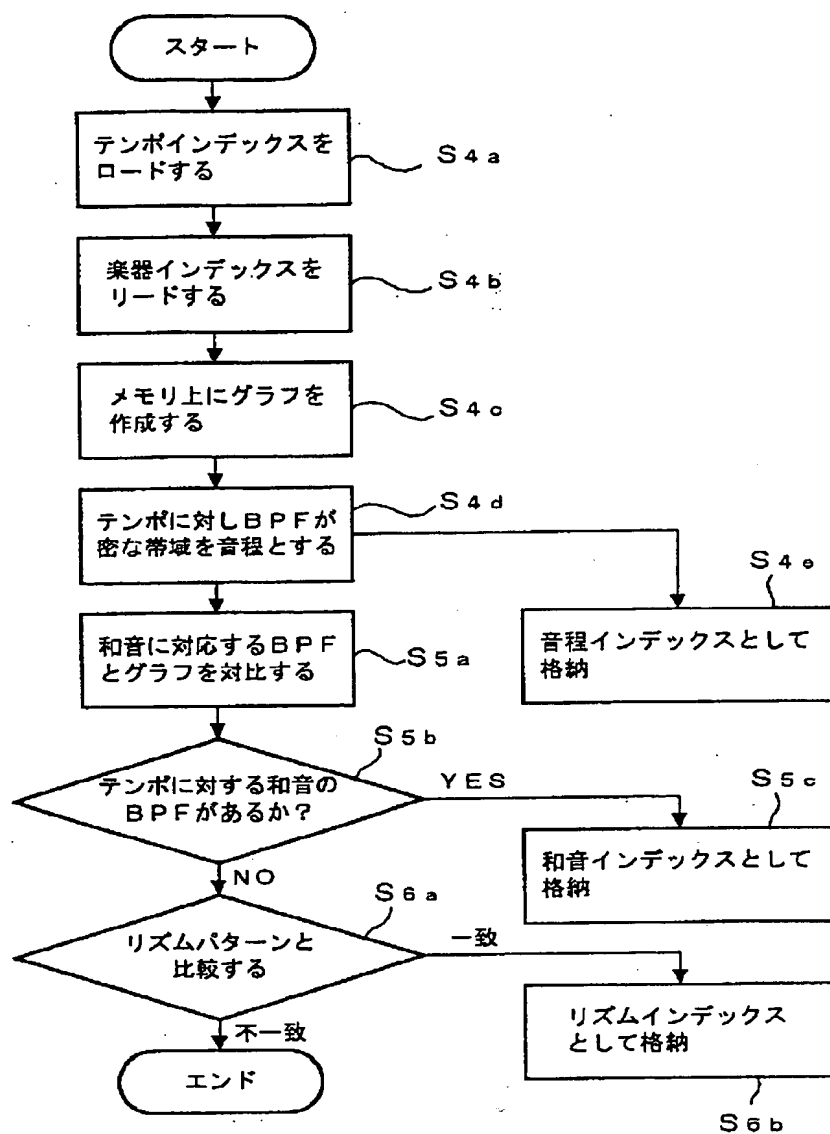 スタート
テンポインデックスを
ロードする
S4a
楽器インデックスを
リードする
S4b
メモリ上にグラフを
作成する
S4c
テンポに対しBPFが
密な帯域を音程とする
S4d
音程インデックスとして
格納
S4e
和音に対応するBPF
とグラフを対比する
S5a
テンポに対する和音の
BPFがあるか?
S5b
YES
和音インデックスとして
格納
S5c
NO
リズムパターンと
比較する
S6a
一致
リズムインデックス
として格納
S6b
不一致
エンド